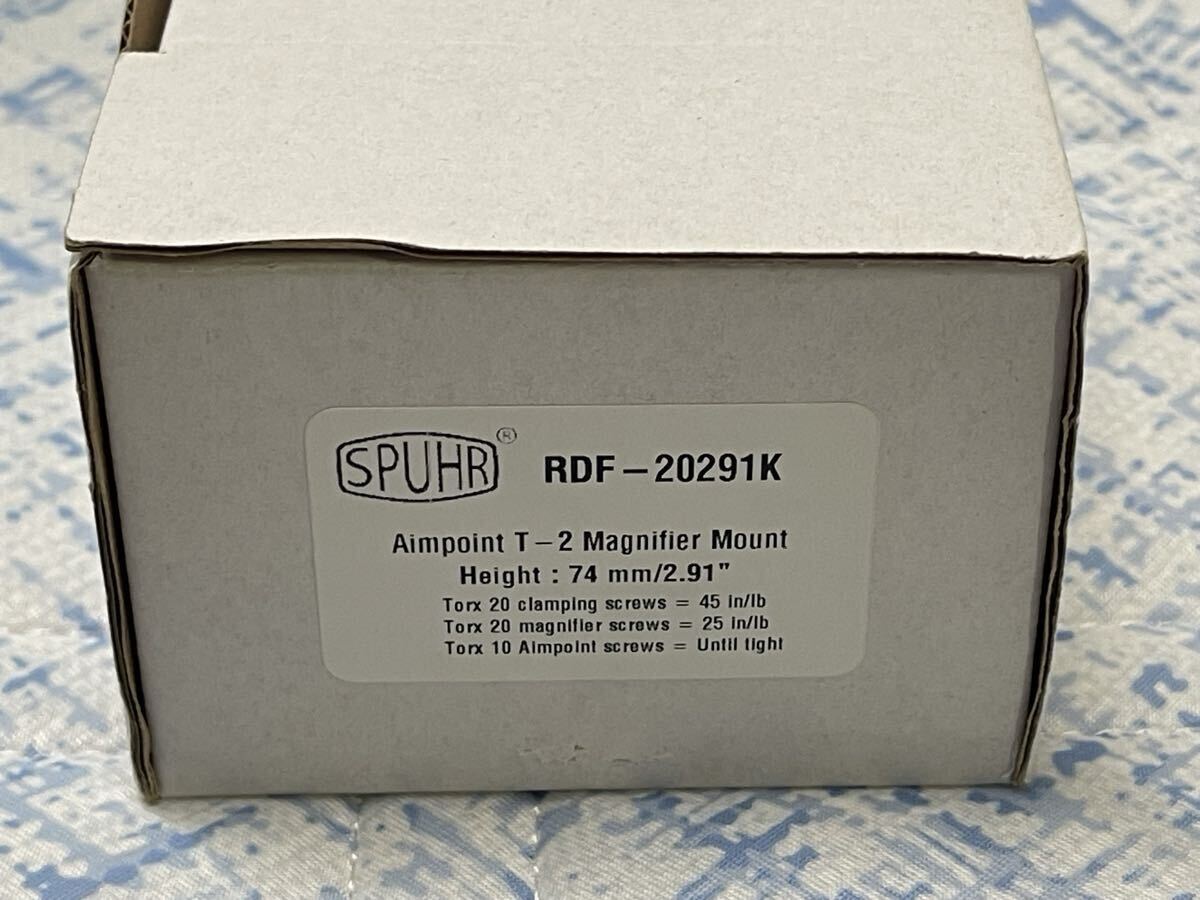 SPUHR® RDF-20291K
Aimpoint T-2 Magnifier Mount
Height : 74 mm/2.91"
Torx 20 clamping screws = 45 in/lb
Torx 20 magnifier screws = 25 in/lb
Torx 10 Aimpoint screws = Until tight